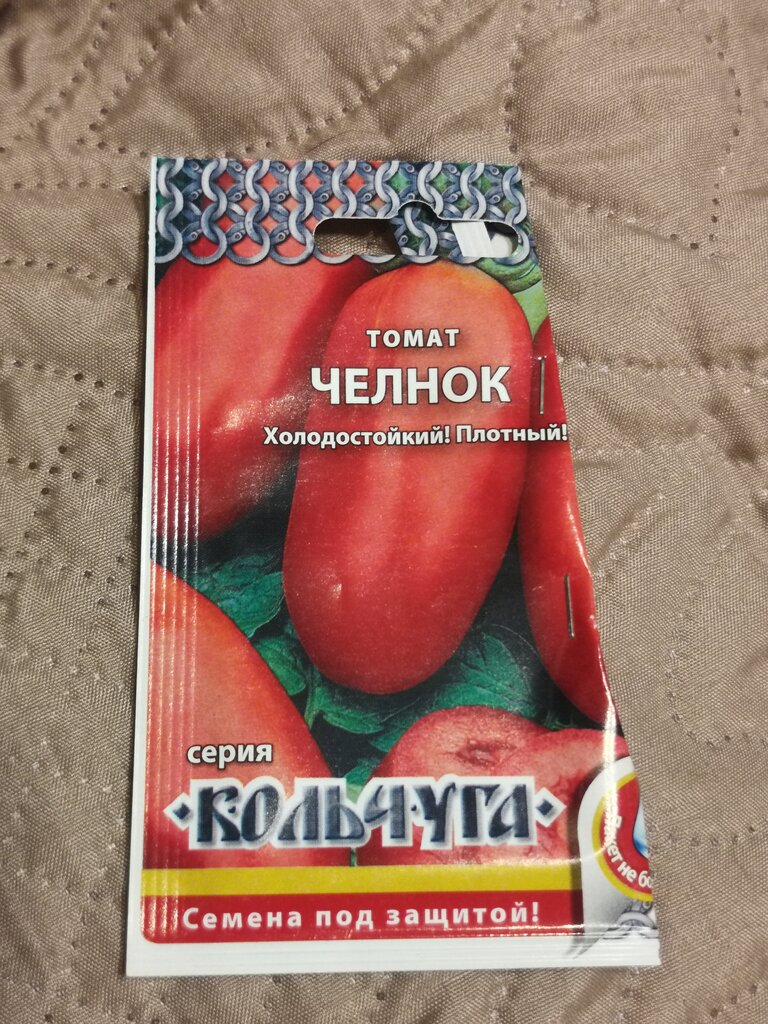 ТОМАТ
ЧЕЛНОК
Холодостойкий! Плотный!
серия
КОЛЬЧУГА
Семена под защитой!